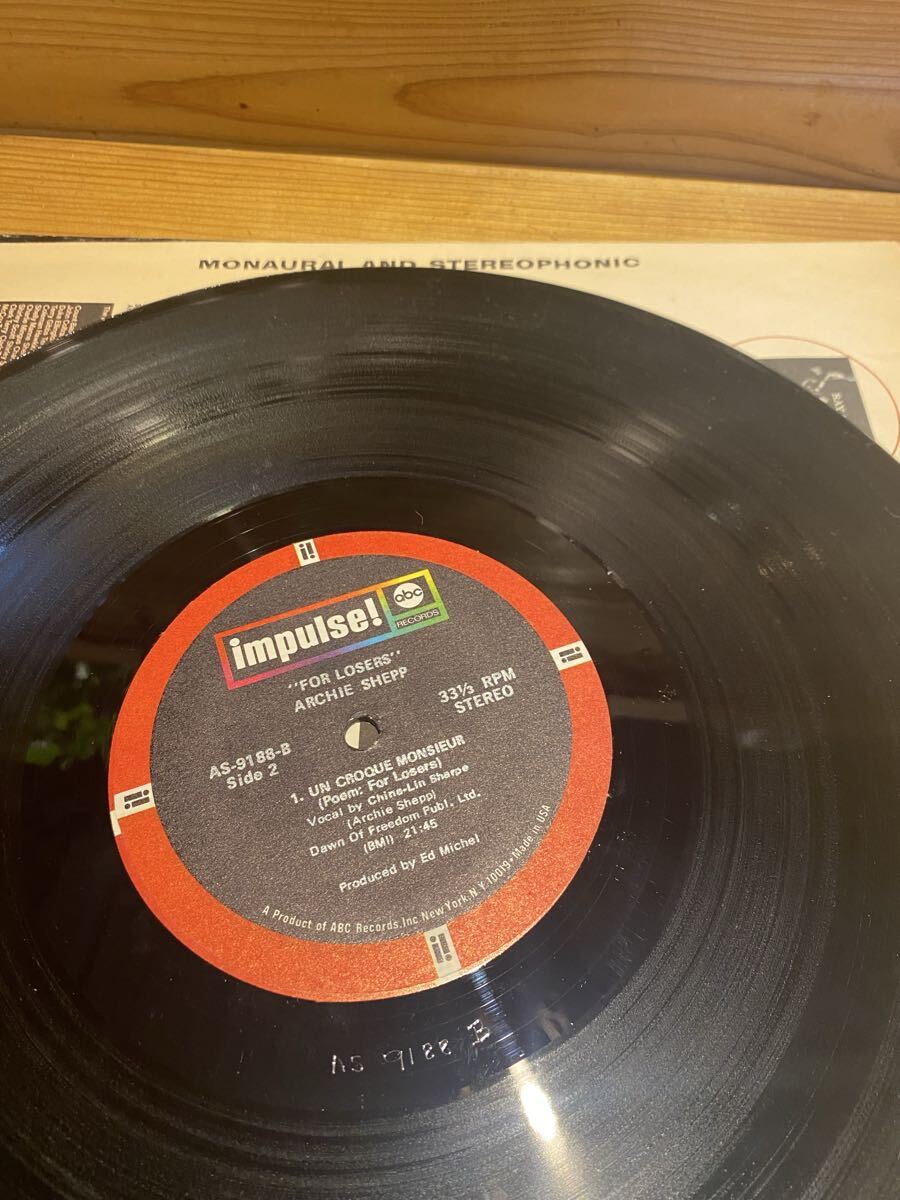 MONAURAL AND STEREOPHONIC
impulse!
abc
RECORDS
"FOR LOSERS"
ARCHIE SHEPP
33⅓ RPM
STEREO
AS-9188-B
Side 2
1. UN CROQUE MONSIEUR
(Poem: For Losers)
Vocal by Chine-Lin Sharpe
(Archie Shepp)
Dawn Of Freedom Publ. Ltd.
(BMI) 21:45
Produced by Ed Michel
A Product of ABC Records, Inc New York, N.Y. 10019 • Made in USA